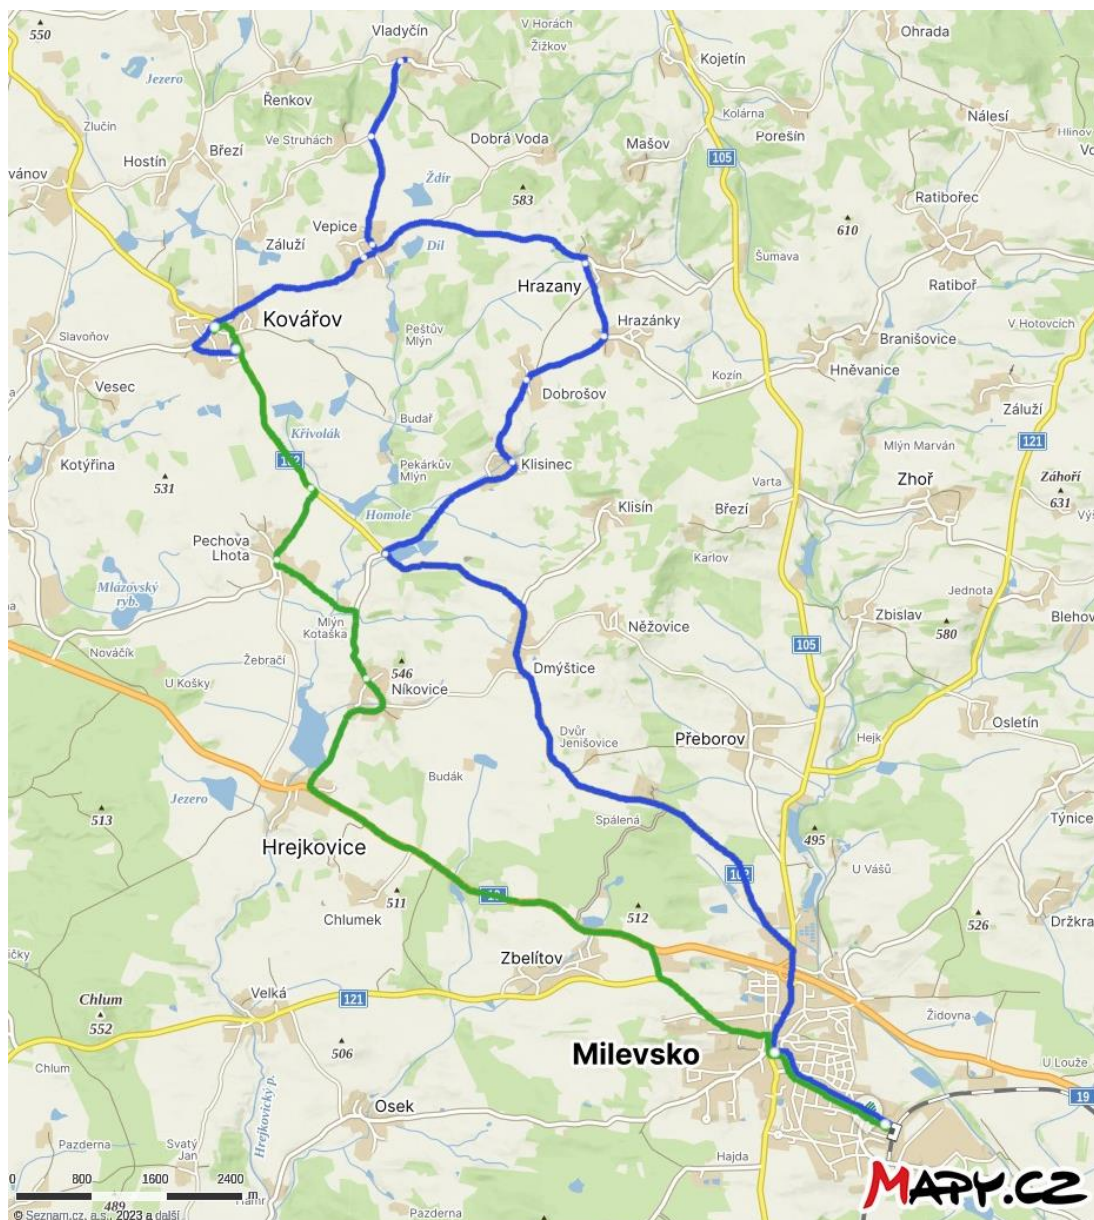 550
Vladyčín
V Horách
Žižkov
Ohrada
Kojetín
Jezero
Řenkov
Kolárna
Porešín
Nálesí
Zlučín
Ve Struhách
Dobrá Voda
Mašov
Hostín
Březí
105
vánov
Ždír
583
Ratibořec
Vepice
610
Záluží
Díl
Šumava
Hrazany
Ratiboř
Kovářov
Hrazánky
V Hotovcích
Slavoňov
Peštův
Mlýn
Branišovice
Hněvanice
Kozín
Vesec
Dobrošov
Záluží
Budař
Křivolák
121
Mlýn Marván
Kotýřina
Pekárkův
Mlýn
Klisinec
531
Varta
Zhoř
Záhoří
631
Homole
Klisín
Březí
Pechova
Lhota
Karlov
Mlázovský
ryb.
Jednota
Zbislav
Blehov
Mlýn
Kotaška
Něžovice
580
Nováčík
Žebračí
105
546
Dmýštice
U Košky
Níkovice
Osletín
Dvůr
Jenišovice
Přeborov
Hejk
Budák
Jezero
513
Spálená
Týnice
495
Hrejkovice
U Vášů
511
Chlumek
512
526
Držkra
Zbelítov
Velká
121
Chlum
552
Židovna
506
Milevsko
U Louže
Chlum
19
Osek
Hrejkovický p.
Pazderna
Svatý
Jan
Hajda
0 800 1600 2400 m
489
Pazderna
© Seznam.cz, a.s., 2023 a další
MAPY.CZ